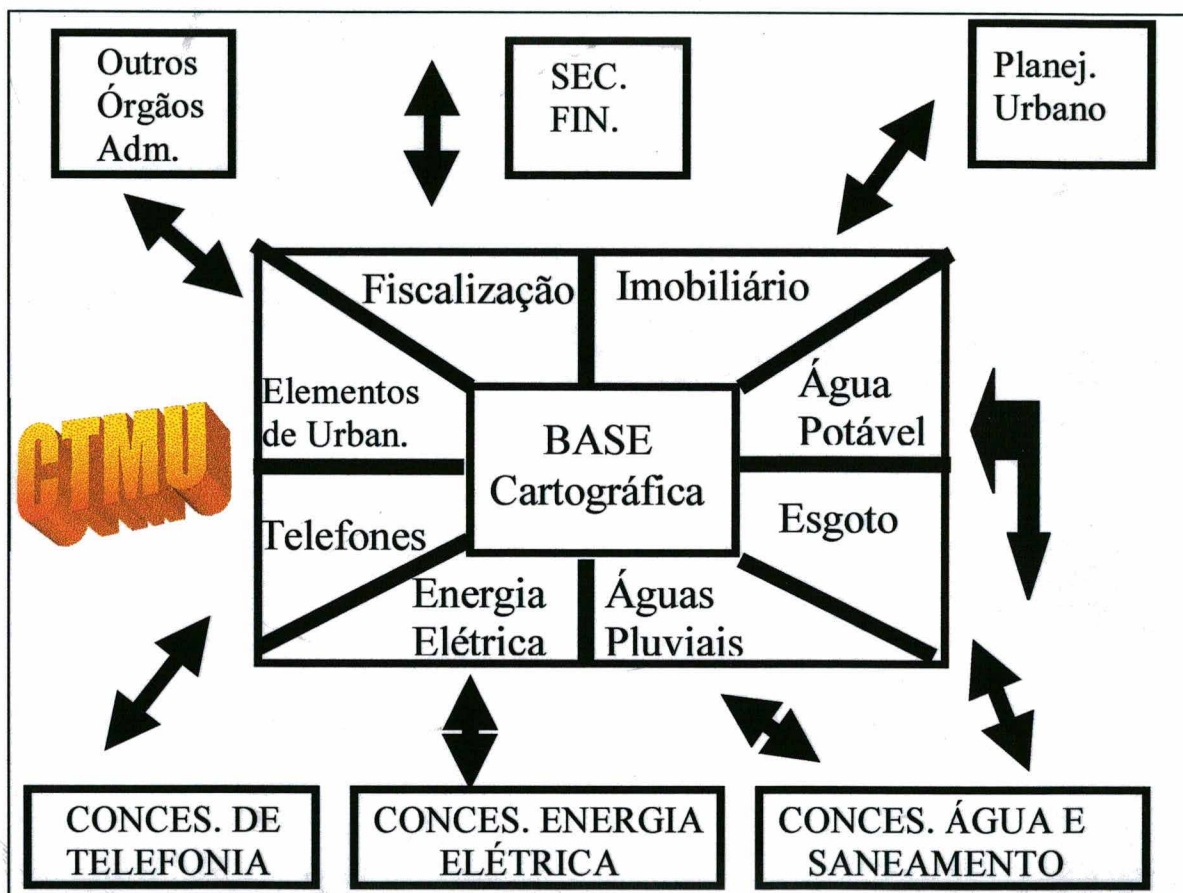 Outros
Órgãos
Adm.
SEC.
FIN.
Planej.
Urbano
Fiscalização
Imobiliário
Elementos
de Urban.
Água
Potável
BASE
Cartográfica
CTMU
Telefones
Esgoto
Energia
Elétrica
Águas
Pluviais
CONCES. DE
TELEFONIA
CONCES. ENERGIA
ELÉTRICA
CONCES. ÁGUA E
SANEAMENTO